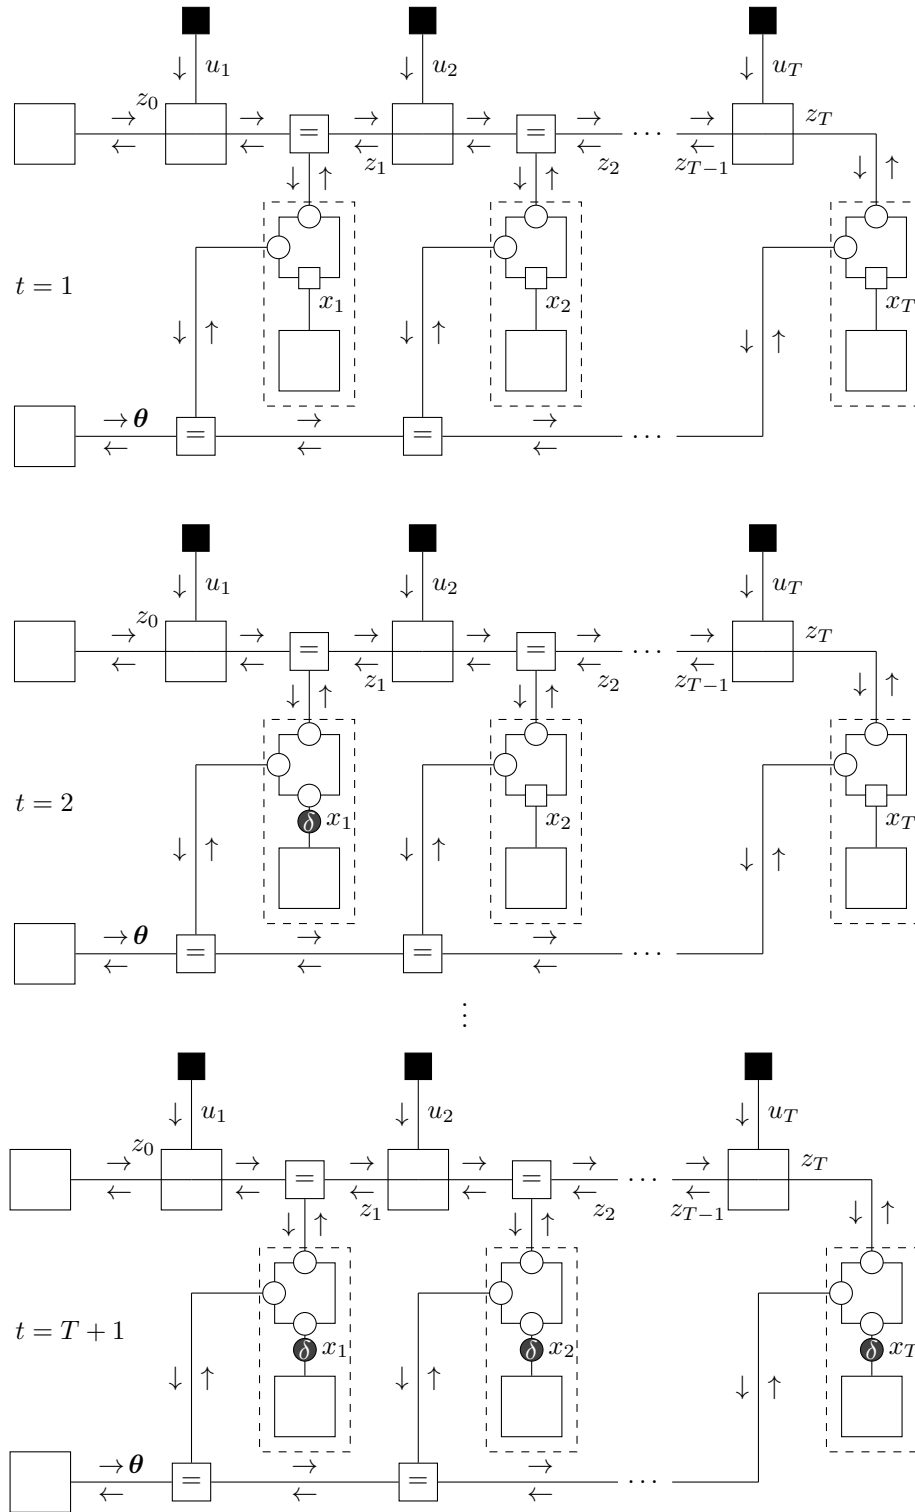 u_1 u_2 u_T
→ z_0 → → → → → z_T
← ← = ← z_1 ← = ← z_2 ··· ← z_{T−1}
↓ ↑ ↓ ↑ ↓ ↑
t = 1 x_1 x_2 x_T
↓ ↑ ↓ ↑ ↓ ↑
→ θ → →
← = ← = ← ···
u_1 u_2 u_T
→ z_0 → → → → → z_T
← ← = ← z_1 ← = ← z_2 ··· ← z_{T−1}
↓ ↑ ↓ ↑ ↓ ↑
t = 2 δ x_1 x_2 x_T
↓ ↑ ↓ ↑ ↓ ↑
→ θ → →
← = ← = ← ···
⋮
u_1 u_2 u_T
→ z_0 → → → → → z_T
← ← = ← z_1 ← = ← z_2 ··· ← z_{T−1}
↓ ↑ ↓ ↑ ↓ ↑
t = T + 1 δ x_1 δ x_2 δ x_T
↓ ↑ ↓ ↑ ↓ ↑
→ θ → →
← = ← = ← ···